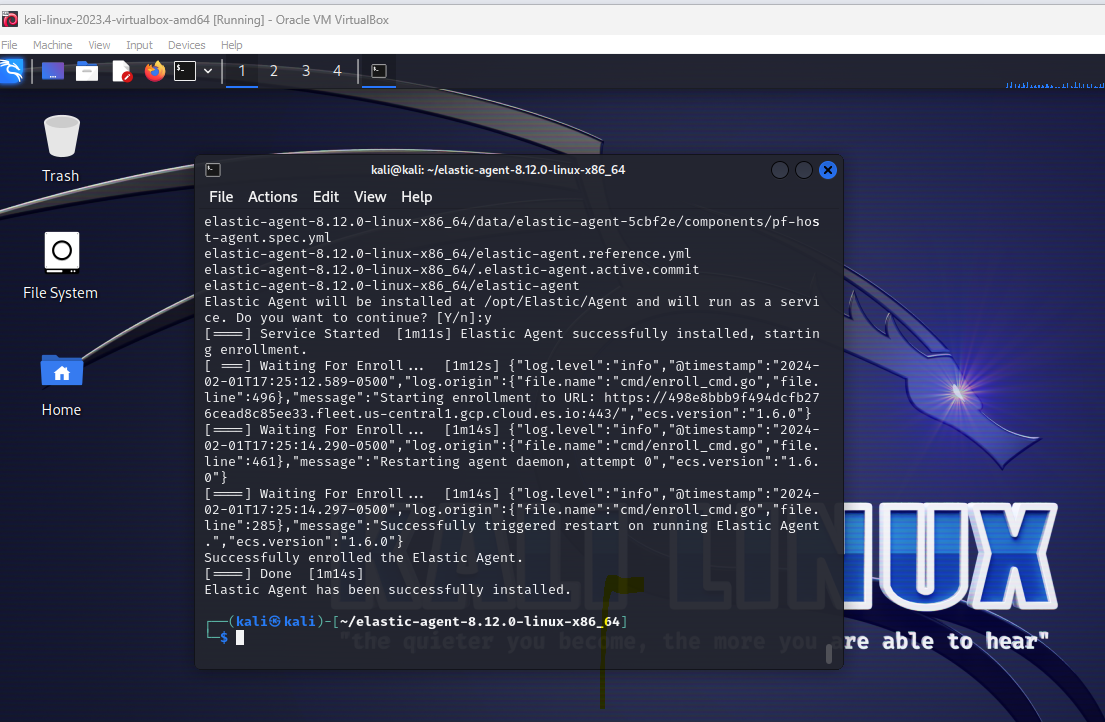 kali-linux-2023.4-virtualbox-amd64 [Running] - Oracle VM VirtualBox
File Machine View Input Devices Help
1 2 3 4
Trash
File System
Home
kali@kali: ~/elastic-agent-8.12.0-linux-x86_64
File Actions Edit View Help
elastic-agent-8.12.0-linux-x86_64/data/elastic-agent-5cbf2e/components/pf-hos
t-agent.spec.yml
elastic-agent-8.12.0-linux-x86_64/elastic-agent.reference.yml
elastic-agent-8.12.0-linux-x86_64/.elastic-agent.active.commit
elastic-agent-8.12.0-linux-x86_64/elastic-agent
Elastic Agent will be installed at /opt/Elastic/Agent and will run as a servi
ce. Do you want to continue? [Y/n]:y
[====] Service Started  [1m11s] Elastic Agent successfully installed, startin
g enrollment.
[ ===] Waiting For Enroll...  [1m12s] {"log.level":"info","@timestamp":"2024-
02-01T17:25:12.589-0500","log.origin":{"file.name":"cmd/enroll_cmd.go","file.
line":496},"message":"Starting enrollment to URL: https://498e8bbb9f494dcfb27
6cead8c85ee33.fleet.us-central1.gcp.cloud.es.io:443/","ecs.version":"1.6.0"}
[====] Waiting For Enroll...  [1m14s] {"log.level":"info","@timestamp":"2024-
02-01T17:25:14.290-0500","log.origin":{"file.name":"cmd/enroll_cmd.go","file.
line":461},"message":"Restarting agent daemon, attempt 0","ecs.version":"1.6.
0"}
[====] Waiting For Enroll...  [1m14s] {"log.level":"info","@timestamp":"2024-
02-01T17:25:14.297-0500","log.origin":{"file.name":"cmd/enroll_cmd.go","file.
line":285},"message":"Successfully triggered restart on running Elastic Agent
.","ecs.version":"1.6.0"}
Successfully enrolled the Elastic Agent.
[====] Done  [1m14s]
Elastic Agent has been successfully installed.
┌──(kali㉿kali)-[~/elastic-agent-8.12.0-linux-x86_64]
└─$
KALI LINUX
"the quieter you become, the more you are able to hear"